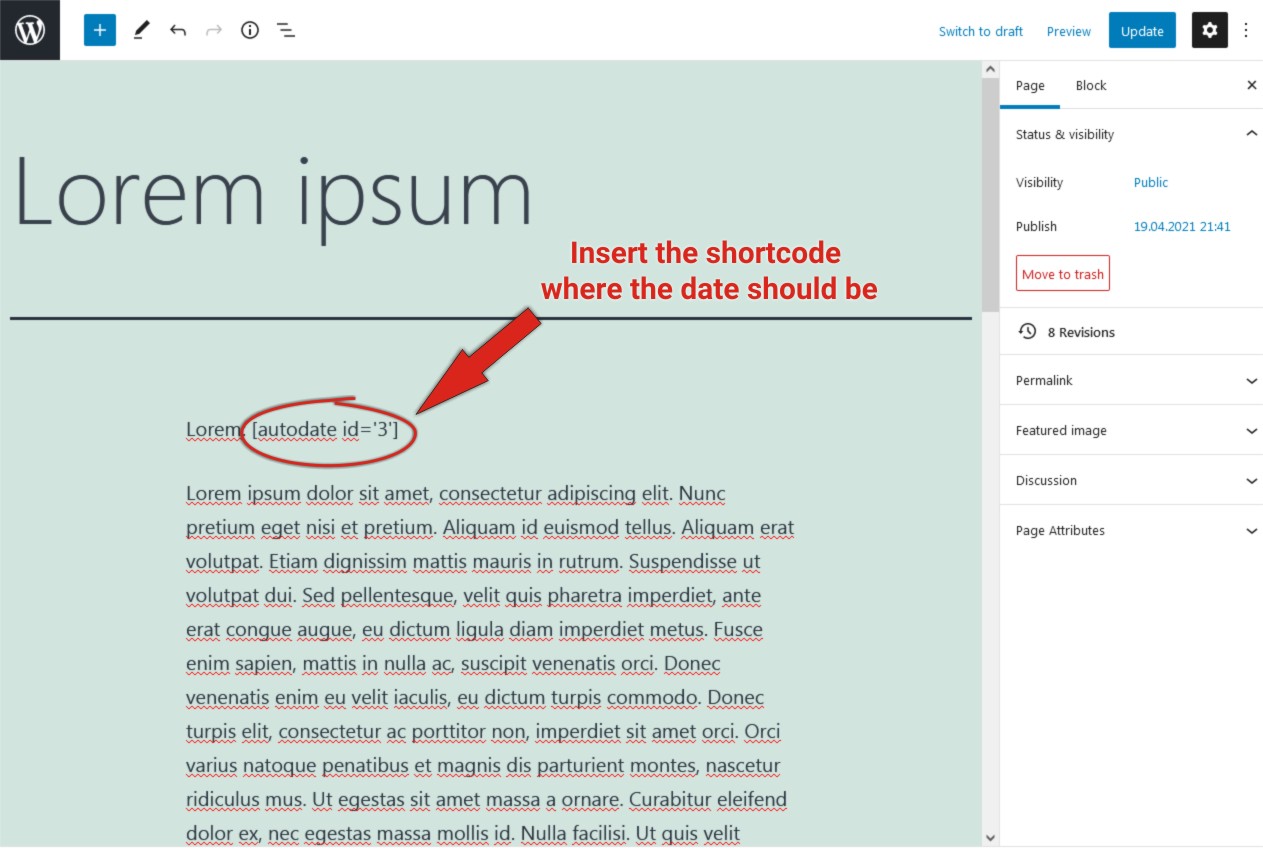 Switch to draft
Preview
Update
Page
Block
Status & visibility
Visibility
Public
Publish
19.04.2021 21:41
Move to trash
8 Revisions
Permalink
Featured image
Discussion
Page Attributes
Lorem ipsum
Insert the shortcode
where the date should be
Lorem. [autodate id='3']
Lorem ipsum dolor sit amet, consectetur adipiscing elit. Nunc
pretium eget nisi et pretium. Aliquam id euismod tellus. Aliquam erat
volutpat. Etiam dignissim mattis mauris in rutrum. Suspendisse ut
volutpat dui. Sed pellentesque, velit quis pharetra imperdiet, ante
erat congue augue, eu dictum ligula diam imperdiet metus. Fusce
enim sapien, mattis in nulla ac, suscipit venenatis orci. Donec
venenatis enim eu velit iaculis, eu dictum turpis commodo. Donec
turpis elit, consectetur ac porttitor non, imperdiet sit amet orci. Orci
varius natoque penatibus et magnis dis parturient montes, nascetur
ridiculus mus. Ut egestas sit amet massa a ornare. Curabitur eleifend
dolor ex, nec egestas massa mollis id. Nulla facilisi. Ut quis velit